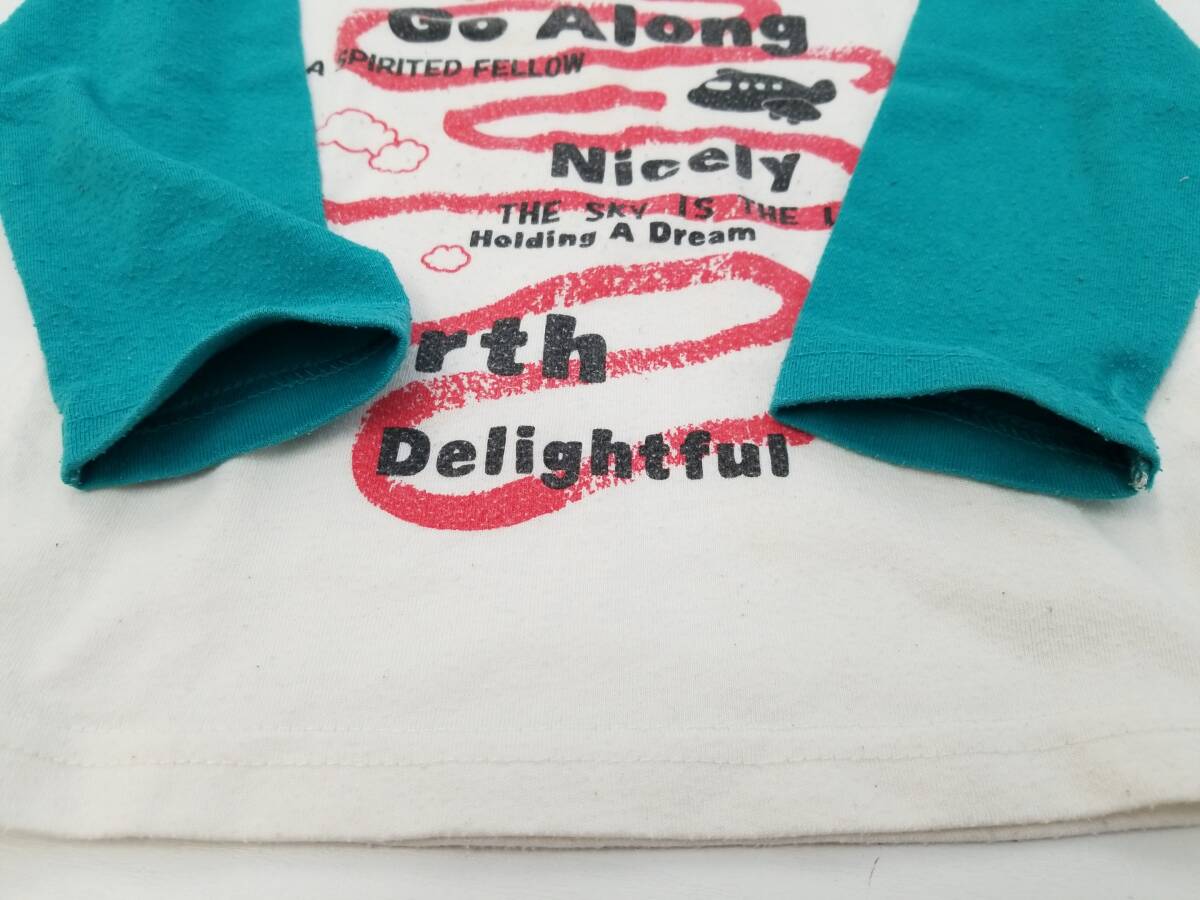 Go Along
A SPIRITED FELLOW
Nicely
THE SKY IS THE
Holding A Dream
rth
Delightful